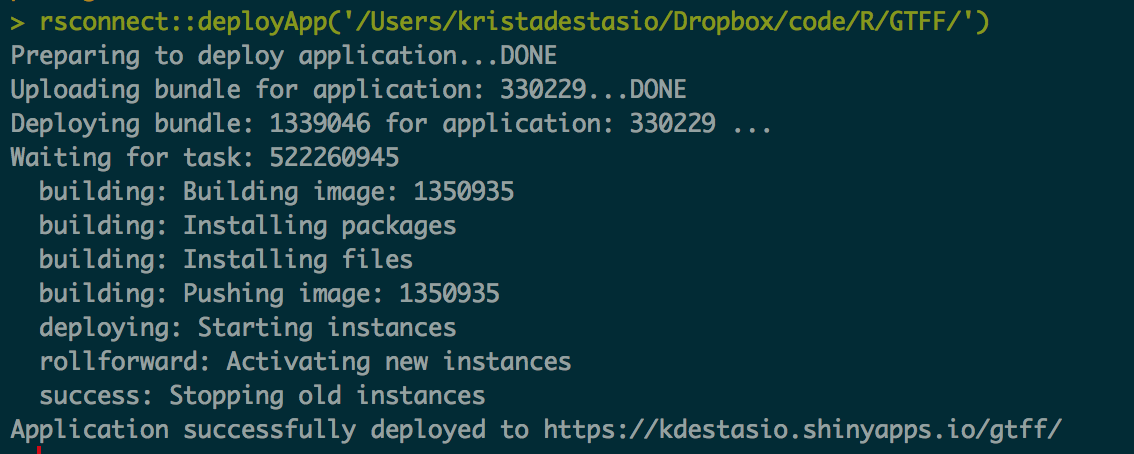 > rsconnect::deployApp('/Users/kristadestasio/Dropbox/code/R/GTFF/')
Preparing to deploy application...DONE
Uploading bundle for application: 330229...DONE
Deploying bundle: 1339046 for application: 330229 ...
Waiting for task: 522260945
  building: Building image: 1350935
  building: Installing packages
  building: Installing files
  building: Pushing image: 1350935
  deploying: Starting instances
  rollforward: Activating new instances
  success: Stopping old instances
Application successfully deployed to https://kdestasio.shinyapps.io/gtff/